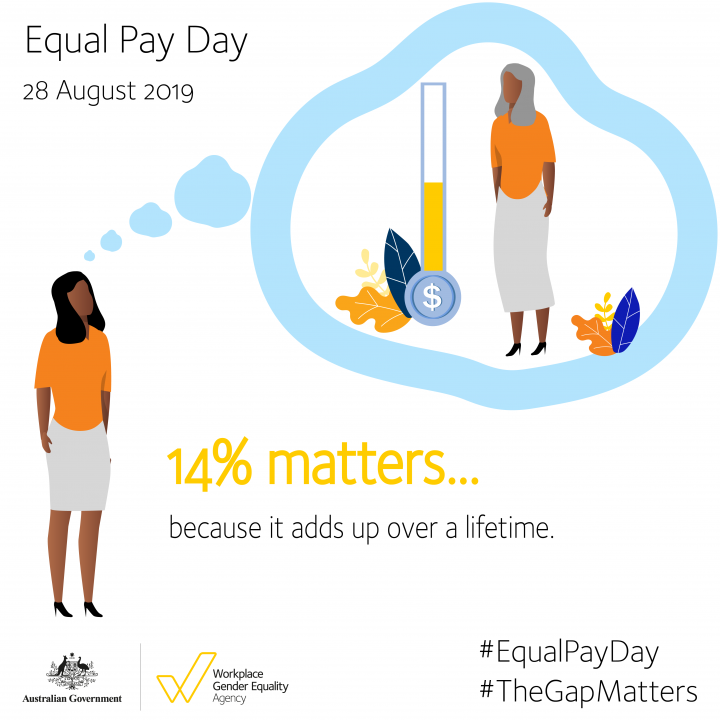 Equal Pay Day
28 August 2019
$
14% matters...
because it adds up over a lifetime.
Australian Government
Workplace
Gender Equality
Agency
#EqualPayDay
#TheGapMatters